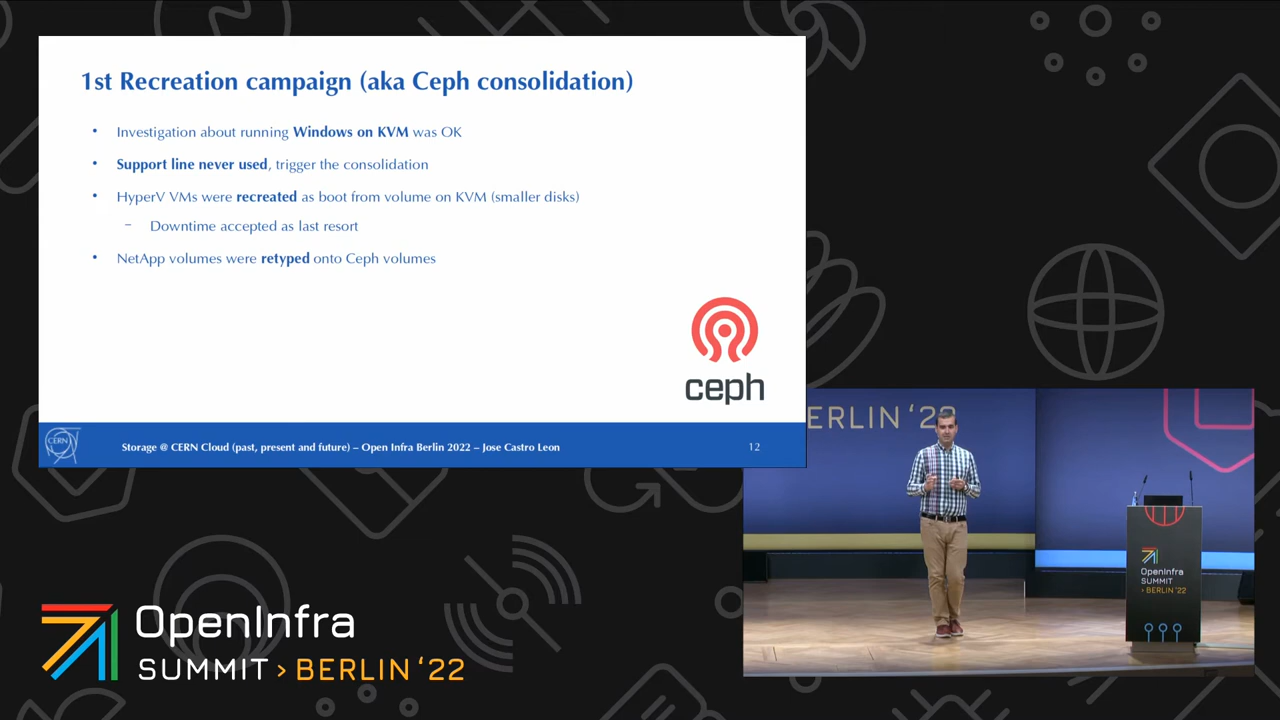 1st Recreation campaign (aka Ceph consolidation)
• Investigation about running Windows on KVM was OK
• Support line never used, trigger the consolidation
• HyperV VMs were recreated as boot from volume on KVM (smaller disks)
– Downtime accepted as last resort
• NetApp volumes were retyped onto Ceph volumes
ceph
CERN
Storage @ CERN Cloud (past, present and future) – Open Infra Berlin 2022 – Jose Castro Leon
12
ERLIN ‘22
OpenInfra
SUMMIT
› BERLIN ‘22
OpenInfra
SUMMIT › BERLIN ‘22